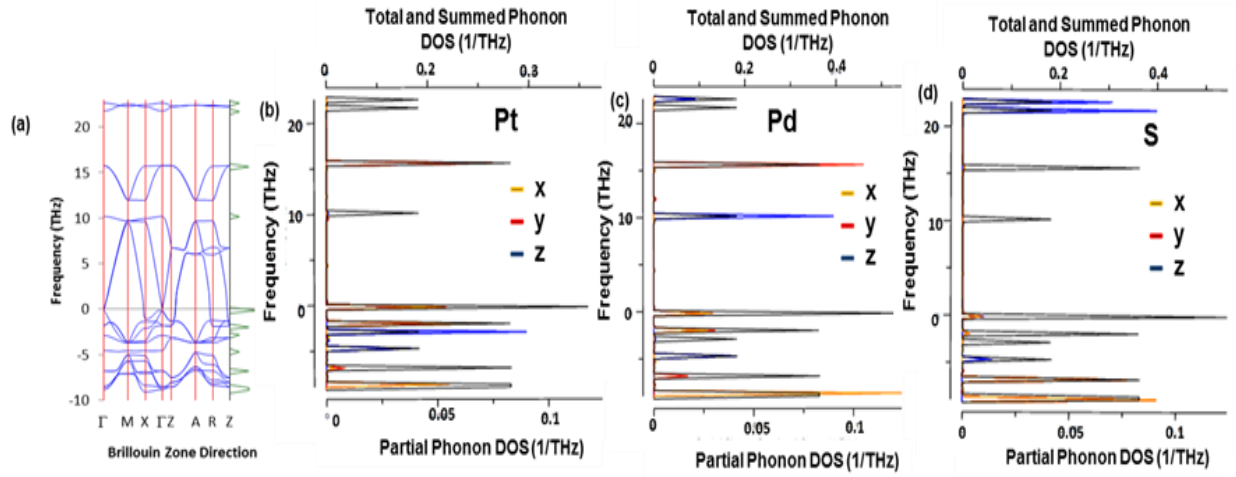 (a)
20
15
10
5
0
-5
-10
Frequency (THz)
Γ M X Γ Z A R Z
Brillouin Zone Direction
Total and Summed Phonon
DOS (1/THz)
0 0.2 0.3
(b)
Pt
20
10
0
Frequency (THz)
x
y
z
0 0.05 0.1
Partial Phonon DOS (1/THz)
Total and Summed Phonon
DOS (1/THz)
0 0.2 0.4
(c)
Pd
20
10
0
Frequency (THz)
x
y
z
0 0.05 0.1
Partial Phonon DOS (1/THz)
Total and Summed Phonon
DOS (1/THz)
0 0.2 0.4
(d)
S
20
10
0
Frequency (THz)
x
y
z
0 0.05 0.1
Partial Phonon DOS (1/THz)